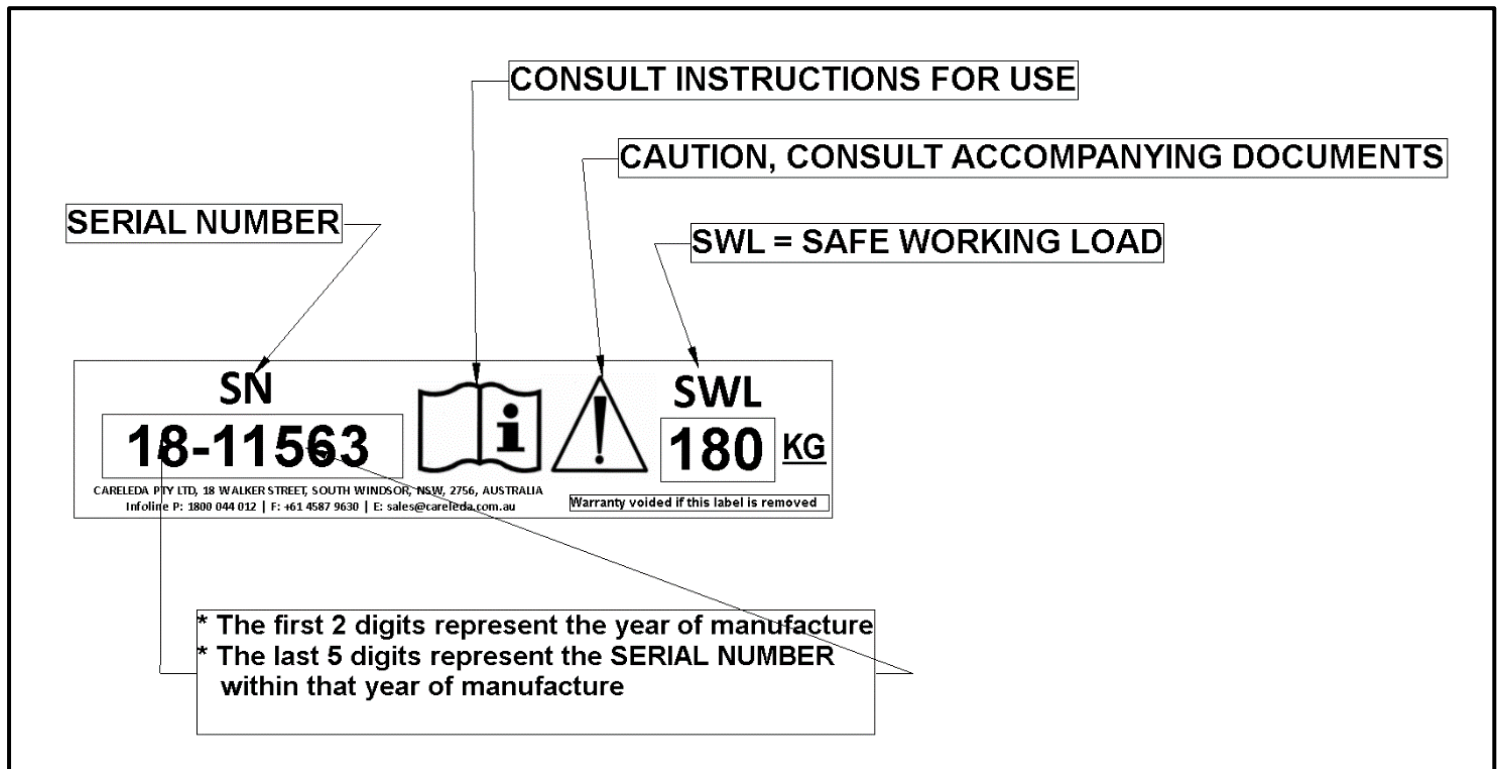 CONSULT INSTRUCTIONS FOR USE
CAUTION, CONSULT ACCOMPANYING DOCUMENTS
SERIAL NUMBER
SWL = SAFE WORKING LOAD
SN
SWL
18-11563
180 KG
CARELEDA PTY LTD, 18 WALKER STREET, SOUTH WINDSOR, NSW, 2756, AUSTRALIA
Infoline P: 1800 044 012 | F: +61 4587 9630 | E: sales@careleda.com.au
Warranty voided if this label is removed
* The first 2 digits represent the year of manufacture
* The last 5 digits represent the SERIAL NUMBER
within that year of manufacture